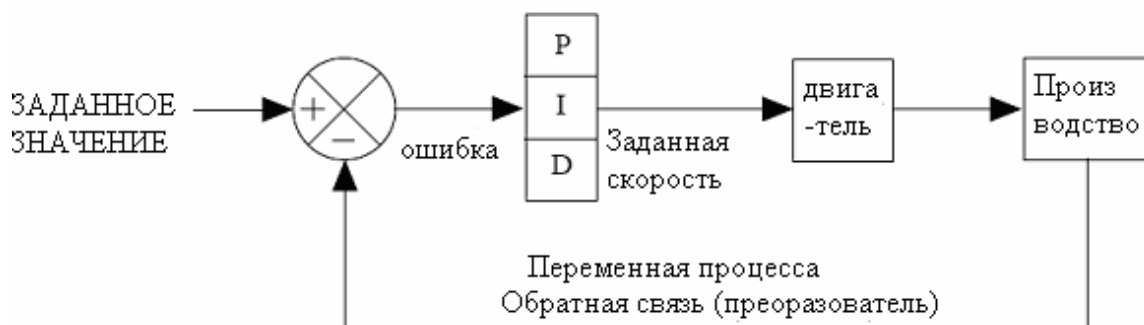 ЗАДАННОЕ
ЗНАЧЕНИЕ
+
−
ошибка
P
I
D
Заданная
скорость
двига
-тель
Произ
водство
Переменная процесса
Обратная связь (преоразователь)